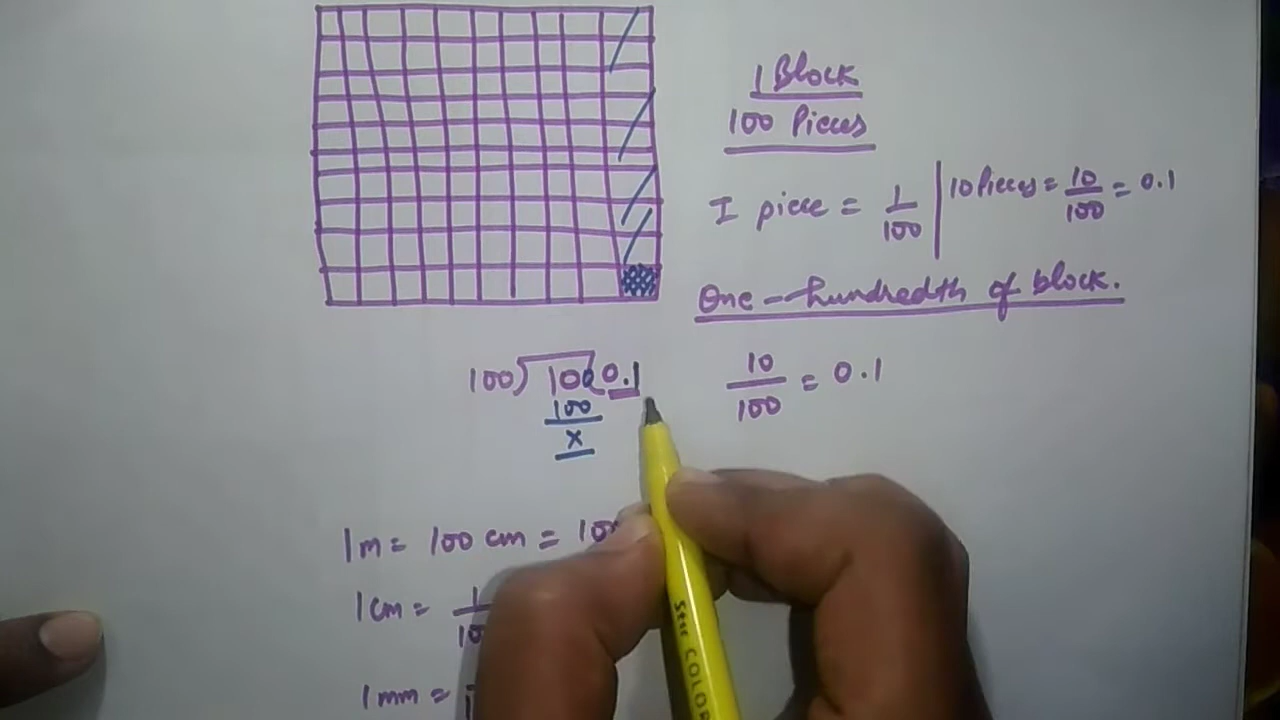 1 Block
100 Pieces
I piece = 1/100 | 10 Pieces = 10/100 = 0.1
One-hundredth of block.
100) 100 0.1
100
x
10/100 = 0.1
1m = 100 cm =
1cm =
1mm =
COLOR